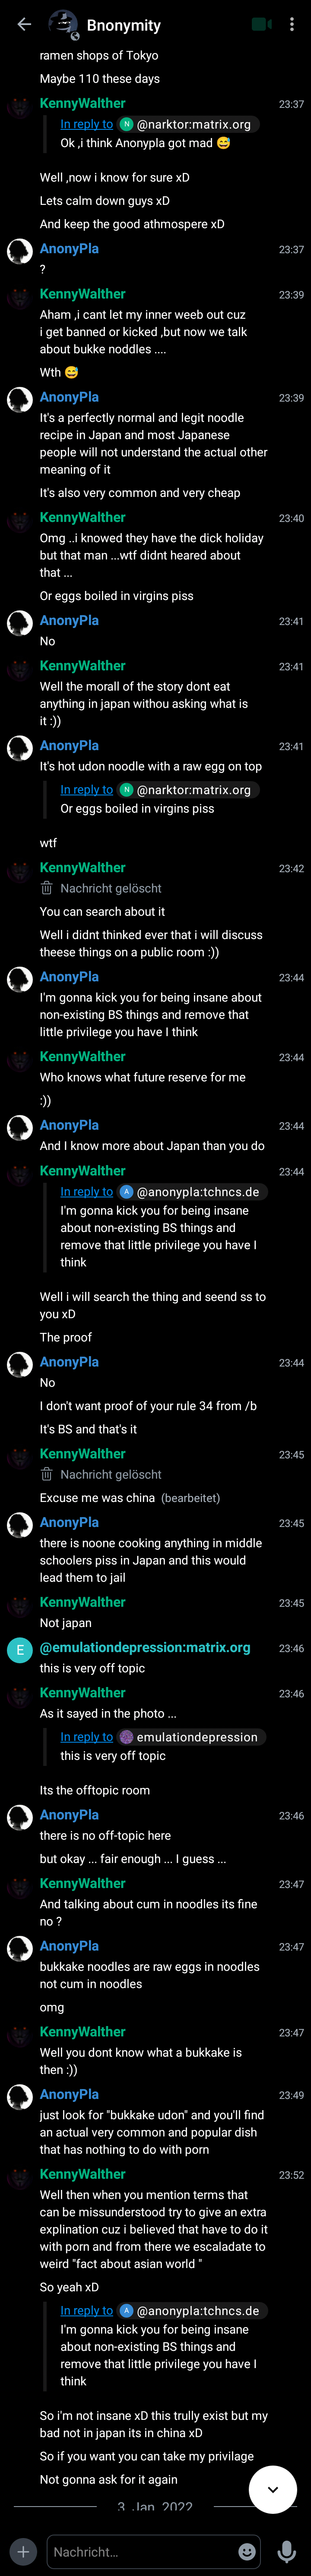 Bnonymity
ramen shops of Tokyo
Maybe 110 these days
KennyWalther 23:37
In reply to N @narktor:matrix.org
Ok ,i think Anonypla got mad 😅
Well ,now i know for sure xD
Lets calm down guys xD
And keep the good athmospere xD
AnonyPla 23:37
?
KennyWalther 23:39
Aham ,i cant let my inner weeb out cuz
i get banned or kicked ,but now we talk
about bukke noddles ....
Wth 😅
AnonyPla 23:39
It's a perfectly normal and legit noodle
recipe in Japan and most Japanese
people will not understand the actual other
meaning of it
It's also very common and very cheap
KennyWalther 23:40
Omg ..i knowed they have the dick holiday
but that man ...wtf didnt heared about
that ...
Or eggs boiled in virgins piss
AnonyPla 23:41
No
KennyWalther 23:41
Well the morall of the story dont eat
anything in japan withou asking what is
it :))
AnonyPla 23:41
It's hot udon noodle with a raw egg on top
In reply to N @narktor:matrix.org
Or eggs boiled in virgins piss
wtf
KennyWalther 23:42
Nachricht gelöscht
You can search about it
Well i didnt thinked ever that i will discuss
theese things on a public room :))
AnonyPla 23:44
I'm gonna kick you for being insane about
non-existing BS things and remove that
little privilege you have I think
KennyWalther 23:44
Who knows what future reserve for me
:))
AnonyPla 23:44
And I know more about Japan than you do
KennyWalther 23:44
In reply to A @anonypla:tchncs.de
I'm gonna kick you for being insane
about non-existing BS things and
remove that little privilege you have I
think
Well i will search the thing and seend ss to
you xD
The proof
AnonyPla 23:44
No
I don't want proof of your rule 34 from /b
It's BS and that's it
KennyWalther 23:45
Nachricht gelöscht
Excuse me was china (bearbeitet)
AnonyPla 23:45
there is noone cooking anything in middle
schoolers piss in Japan and this would
lead them to jail
KennyWalther 23:45
Not japan
E @emulationdepression:matrix.org 23:46
this is very off topic
KennyWalther 23:46
As it sayed in the photo ...
In reply to emulationdepression
this is very off topic
Its the offtopic room
AnonyPla 23:46
there is no off-topic here
but okay ... fair enough ... I guess ...
KennyWalther 23:47
And talking about cum in noodles its fine
no ?
AnonyPla 23:47
bukkake noodles are raw eggs in noodles
not cum in noodles
omg
KennyWalther 23:47
Well you dont know what a bukkake is
then :))
AnonyPla 23:49
just look for "bukkake udon" and you'll find
an actual very common and popular dish
that has nothing to do with porn
KennyWalther 23:52
Well then when you mention terms that
can be missunderstood try to give an extra
explination cuz i believed that have to do it
with porn and from there we escaladate to
weird "fact about asian world "
So yeah xD
In reply to A @anonypla:tchncs.de
I'm gonna kick you for being insane
about non-existing BS things and
remove that little privilege you have I
think
So i'm not insane xD this trully exist but my
bad not in japan its in china xD
So if you want you can take my privilage
Not gonna ask for it again
3. Jan. 2022
Nachricht...